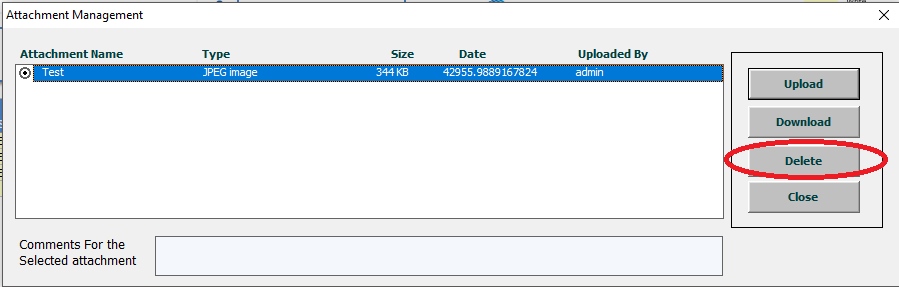 Attachment Management
Attachment Name Type Size Date Uploaded By
Test JPEG image 344 KB 42955.9889167824 admin
Upload
Download
Delete
Close
Comments For the
Selected attachment